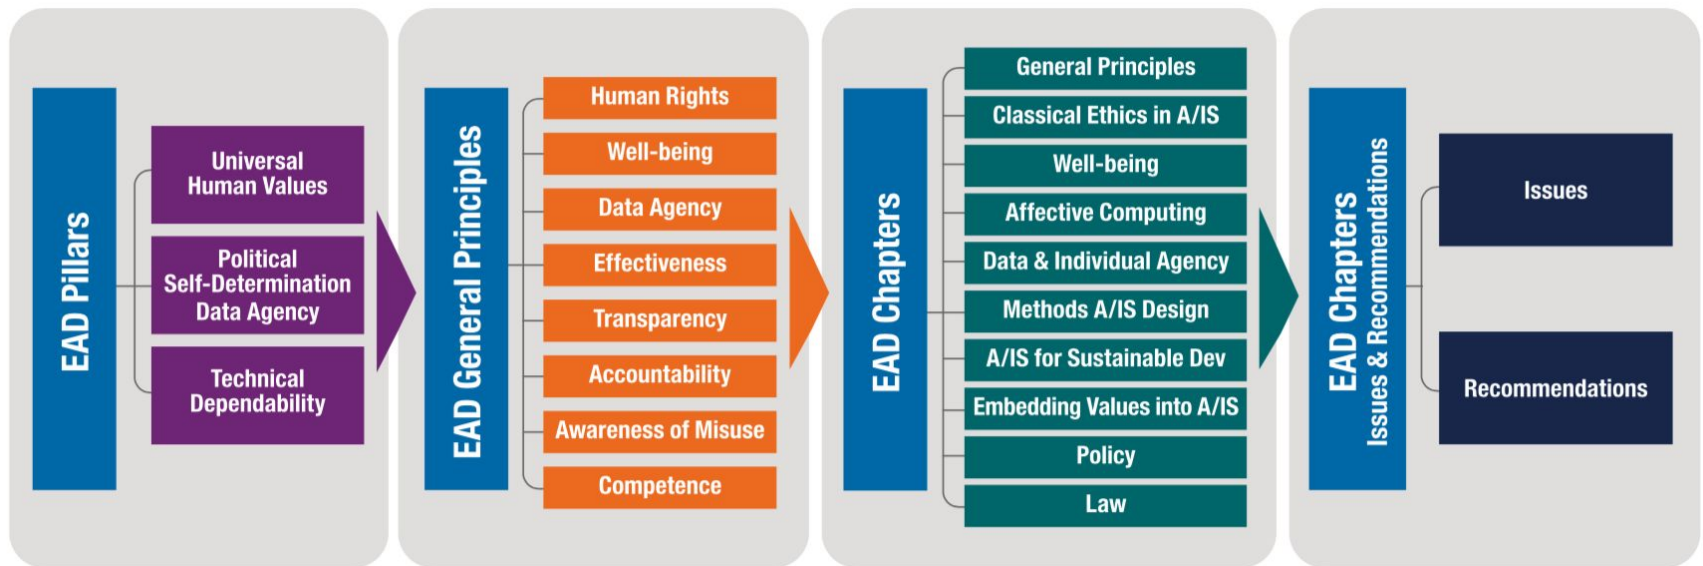 EAD Pillars
Universal
Human Values
Political
Self-Determination
Data Agency
Technical
Dependability
EAD General Principles
Human Rights
Well-being
Data Agency
Effectiveness
Transparency
Accountability
Awareness of Misuse
Competence
EAD Chapters
General Principles
Classical Ethics in A/IS
Well-being
Affective Computing
Data & Individual Agency
Methods A/IS Design
A/IS for Sustainable Dev
Embedding Values into A/IS
Policy
Law
EAD Chapters
Issues & Recommendations
Issues
Recommendations